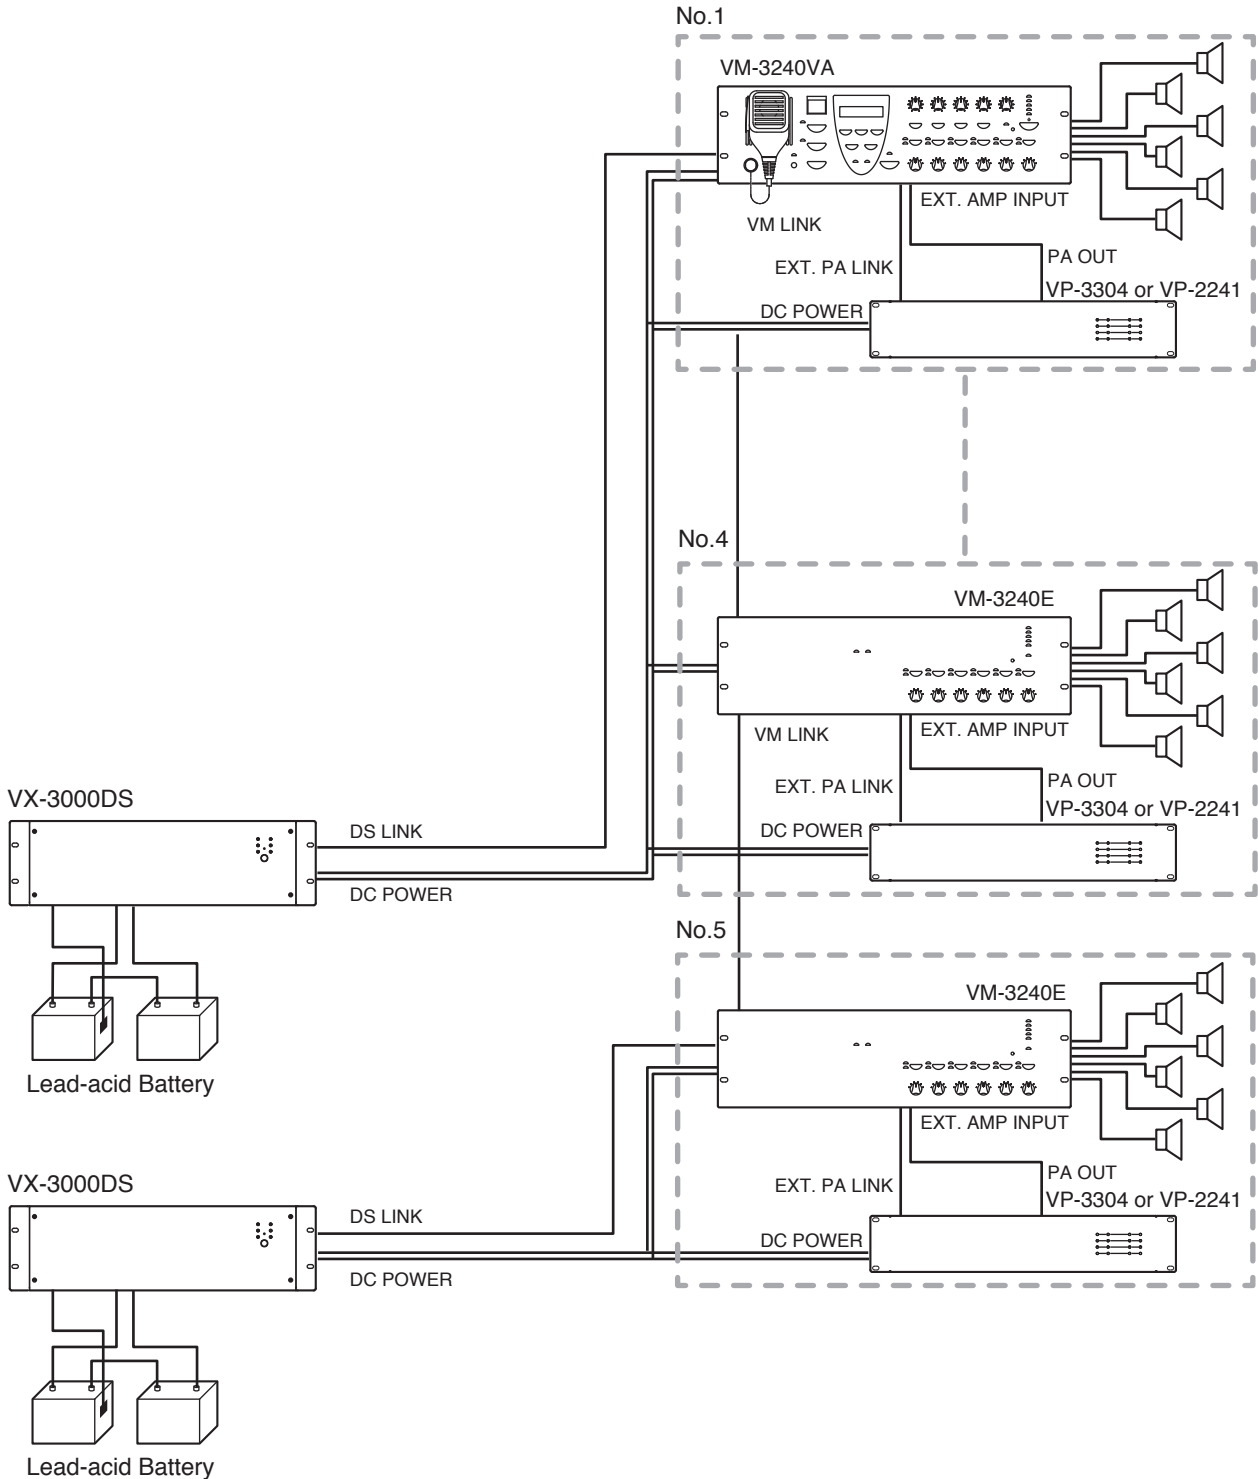 No.1
VM-3240VA
EXT. AMP INPUT
VM LINK
PA OUT
EXT. PA LINK
VP-3304 or VP-2241
DC POWER
No.4
VM-3240E
EXT. AMP INPUT
VM LINK
PA OUT
EXT. PA LINK
VP-3304 or VP-2241
VX-3000DS
DS LINK
DC POWER
DC POWER
No.5
VM-3240E
Lead-acid Battery
EXT. AMP INPUT
PA OUT
EXT. PA LINK
VP-3304 or VP-2241
VX-3000DS
DS LINK
DC POWER
DC POWER
Lead-acid Battery